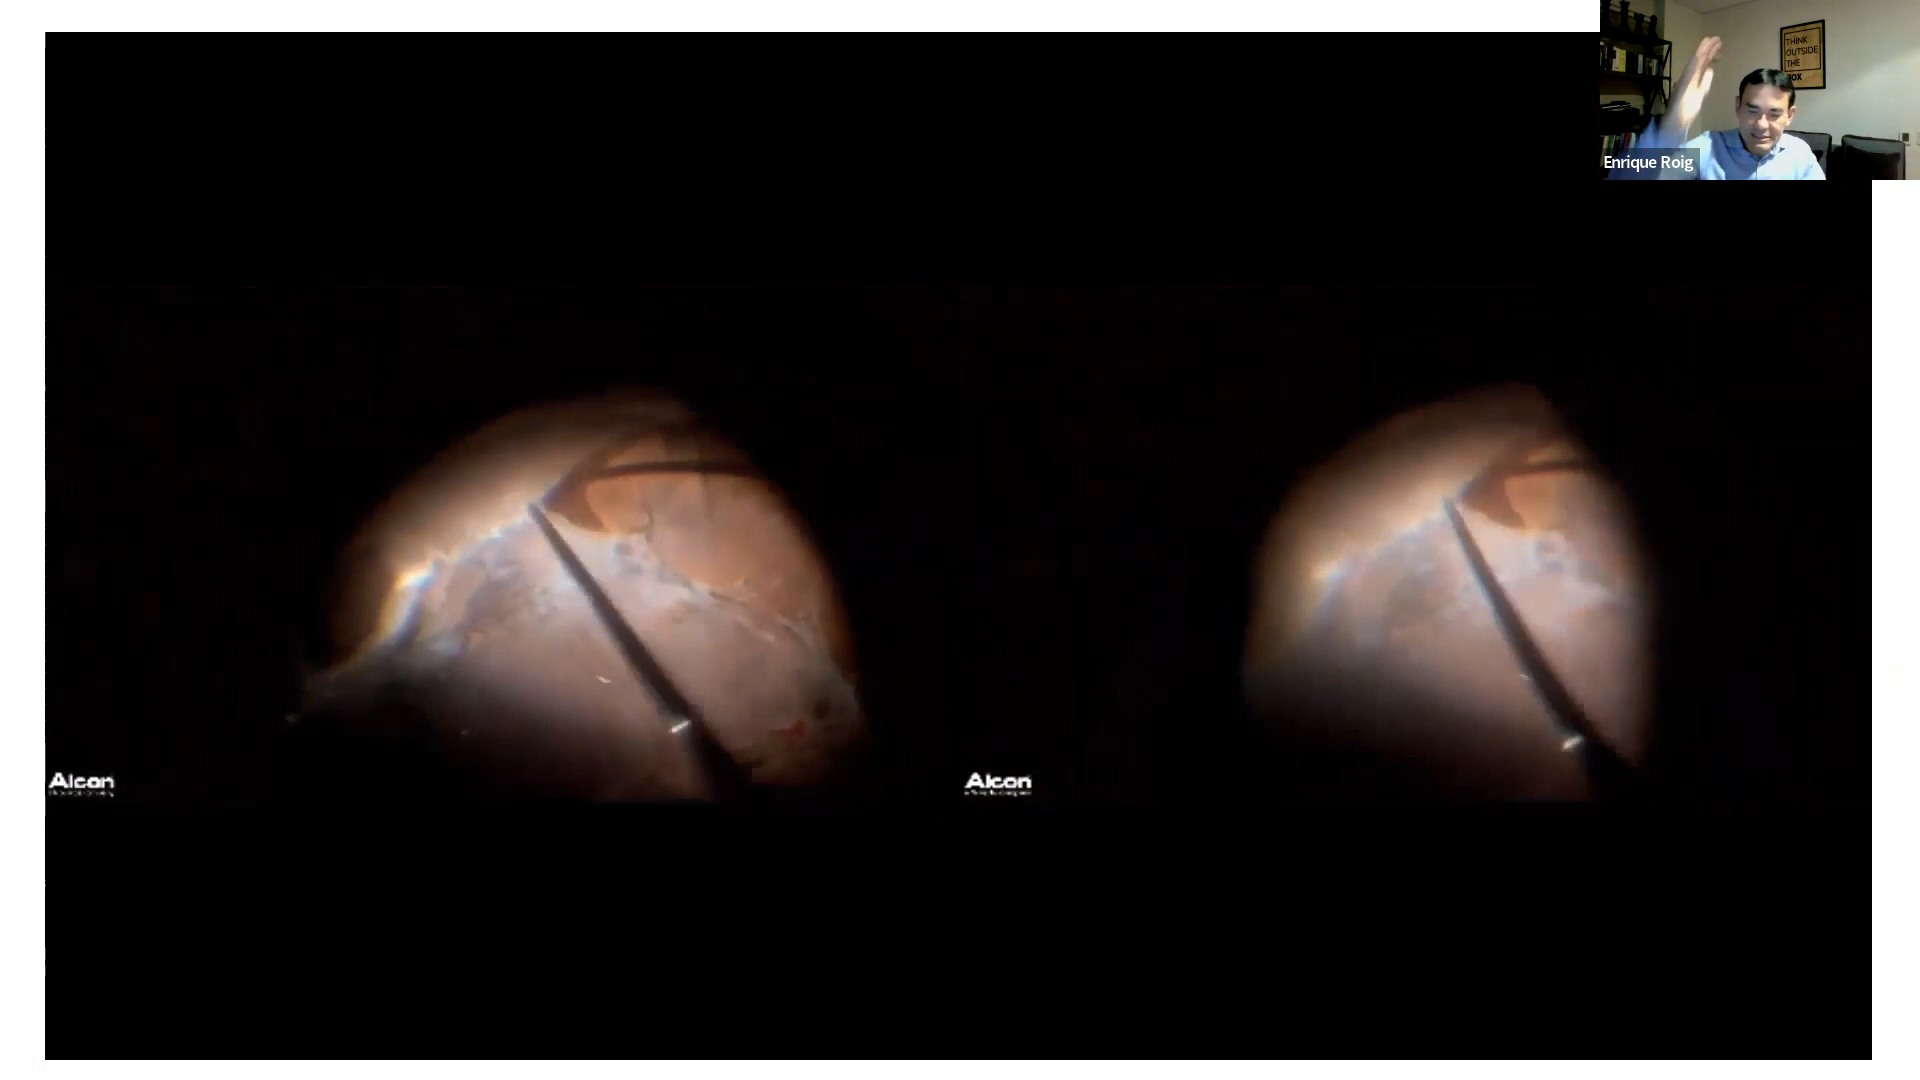 THINK
OUTSIDE
THE
BOX
Enrique Roig
Alcon
Alcon